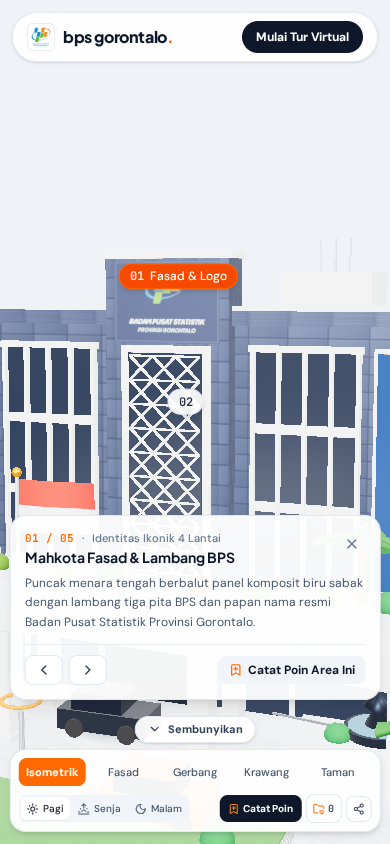 bps gorontalo.
Mulai Tur Virtual
01 Fasad & Logo
BADAN PUSAT STATISTIK
PROVINSI GORONTALO
02
01 / 05 · Identitas Ikonik 4 Lantai
Mahkota Fasad & Lambang BPS
Puncak menara tengah berbalut panel komposit biru sabak
dengan lambang tiga pita BPS dan papan nama resmi
Badan Pusat Statistik Provinsi Gorontalo.
Catat Poin Area Ini
Sembunyikan
Isometrik Fasad Gerbang Krawang Taman
Pagi Senja Malam Catat Poin 0